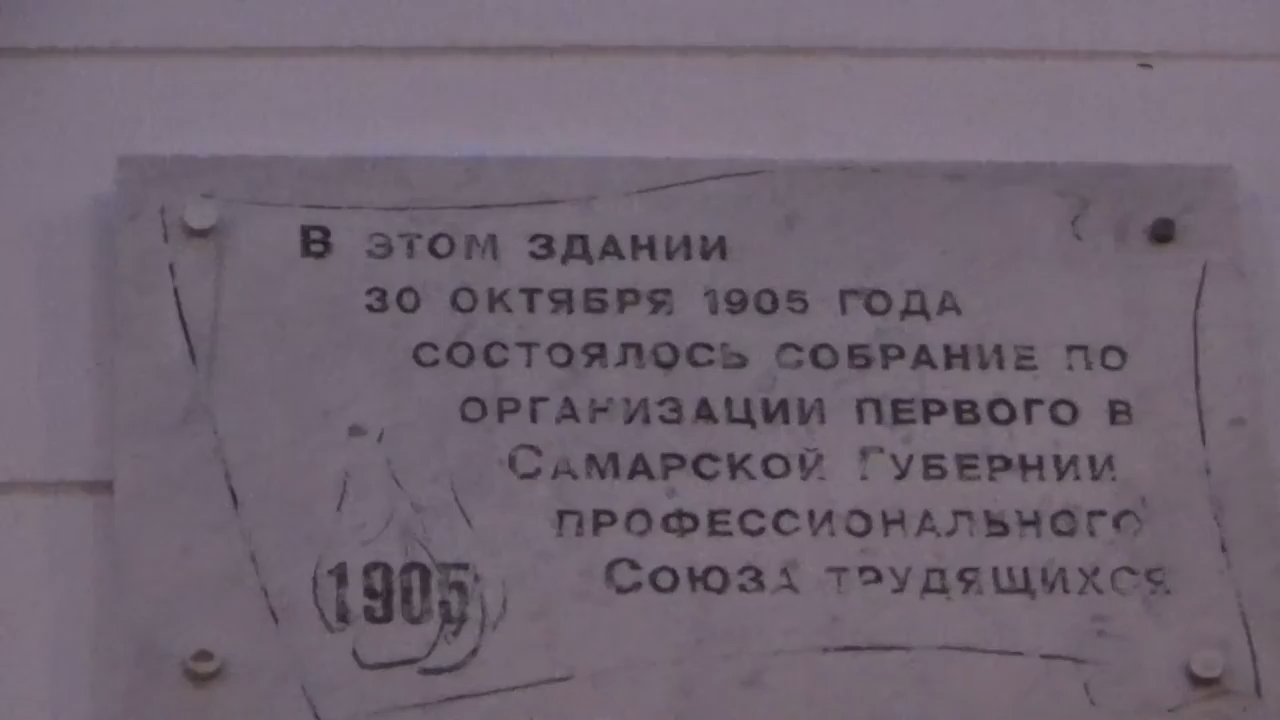 В ЭТОМ ЗДАНИИ
30 ОКТЯБРЯ 1905 ГОДА
СОСТОЯЛОСЬ СОБРАНИЕ ПО
ОРГАНИЗАЦИИ ПЕРВОГО В
САМАРСКОЙ ГУБЕРНИИ
ПРОФЕССИОНАЛЬНОГО
СОЮЗА ТРУДЯЩИХСЯ
1905